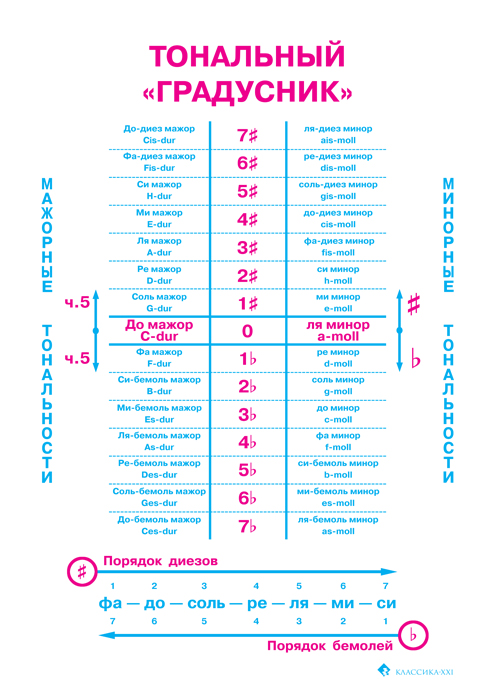 ТОНАЛЬНЫЙ
«ГРАДУСНИК»
МАЖОРНЫЕ ТОНАЛЬНОСТИ
МИНОРНЫЕ ТОНАЛЬНОСТИ
До-диез мажор 7♯ ля-диез минор
Cis-dur ais-moll
Фа-диез мажор 6♯ ре-диез минор
Fis-dur dis-moll
Си мажор 5♯ соль-диез минор
H-dur gis-moll
Ми мажор 4♯ до-диез минор
E-dur cis-moll
Ля мажор 3♯ фа-диез минор
A-dur fis-moll
Ре мажор 2♯ си минор
D-dur h-moll
ч.5 Соль мажор 1♯ ми минор ♯
G-dur e-moll
До мажор 0 ля минор
C-dur a-moll
ч.5 Фа мажор 1♭ ре минор ♭
F-dur d-moll
Си-бемоль мажор 2♭ соль минор
B-dur g-moll
Ми-бемоль мажор 3♭ до минор
Es-dur c-moll
Ля-бемоль мажор 4♭ фа минор
As-dur f-moll
Ре-бемоль мажор 5♭ си-бемоль минор
Des-dur b-moll
Соль-бемоль мажор 6♭ ми-бемоль минор
Ges-dur es-moll
До-бемоль мажор 7♭ ля-бемоль минор
Ces-dur as-moll
♯ Порядок диезов
1 2 3 4 5 6 7
фа — до — соль — ре — ля — ми — си
7 6 5 4 3 2 1
Порядок бемолей ♭
КЛАССИКА-XXI